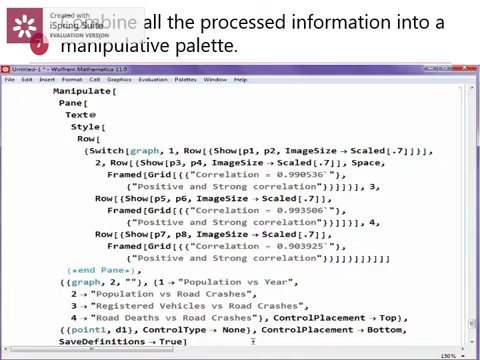 Created with
iSpring Suite
EVALUATION VERSION
Combine all the processed information into a
7
manipulative palette.
Untitled-1 * - Wolfram Mathematica 11.0
File Edit Insert Format Cell Graphics Evaluation Palettes Window Help
Manipulate[
Pane[
Text@
Style[
Row[
{Switch[graph, 1, Row[{Show[p1, p2, ImageSize → Scaled[.7]]}],
2, Row[{Show[p3, p4, ImageSize → Scaled[.7]], Space,
Framed[Grid[{{"Correlation = 0.990536`"},
{"Positive and Strong correlation"}}]]}], 3,
Row[{Show[p5, p6, ImageSize → Scaled[.7]],
Framed[Grid[{{"Correlation = 0.993506`"},
{"Positive and Strong correlation"}}]]}], 4,
Row[{Show[p7, p8, ImageSize → Scaled[.7]],
Framed[Grid[{{"Correlation = 0.903925`"},
{"Positive and Strong correlation"}}]]}]]}]]]
(*end Pane*),
{{graph, 2, ""}, {1 → "Population vs Year",
2 → "Population vs Road Crashes",
3 → "Registered Vehicles vs Road Crashes",
4 → "Road Deaths vs Road Crashes"}, ControlPlacement → Top},
{{point1, d1}, ControlType → None}, ControlPlacement → Bottom,
SaveDefinitions → True]
150%